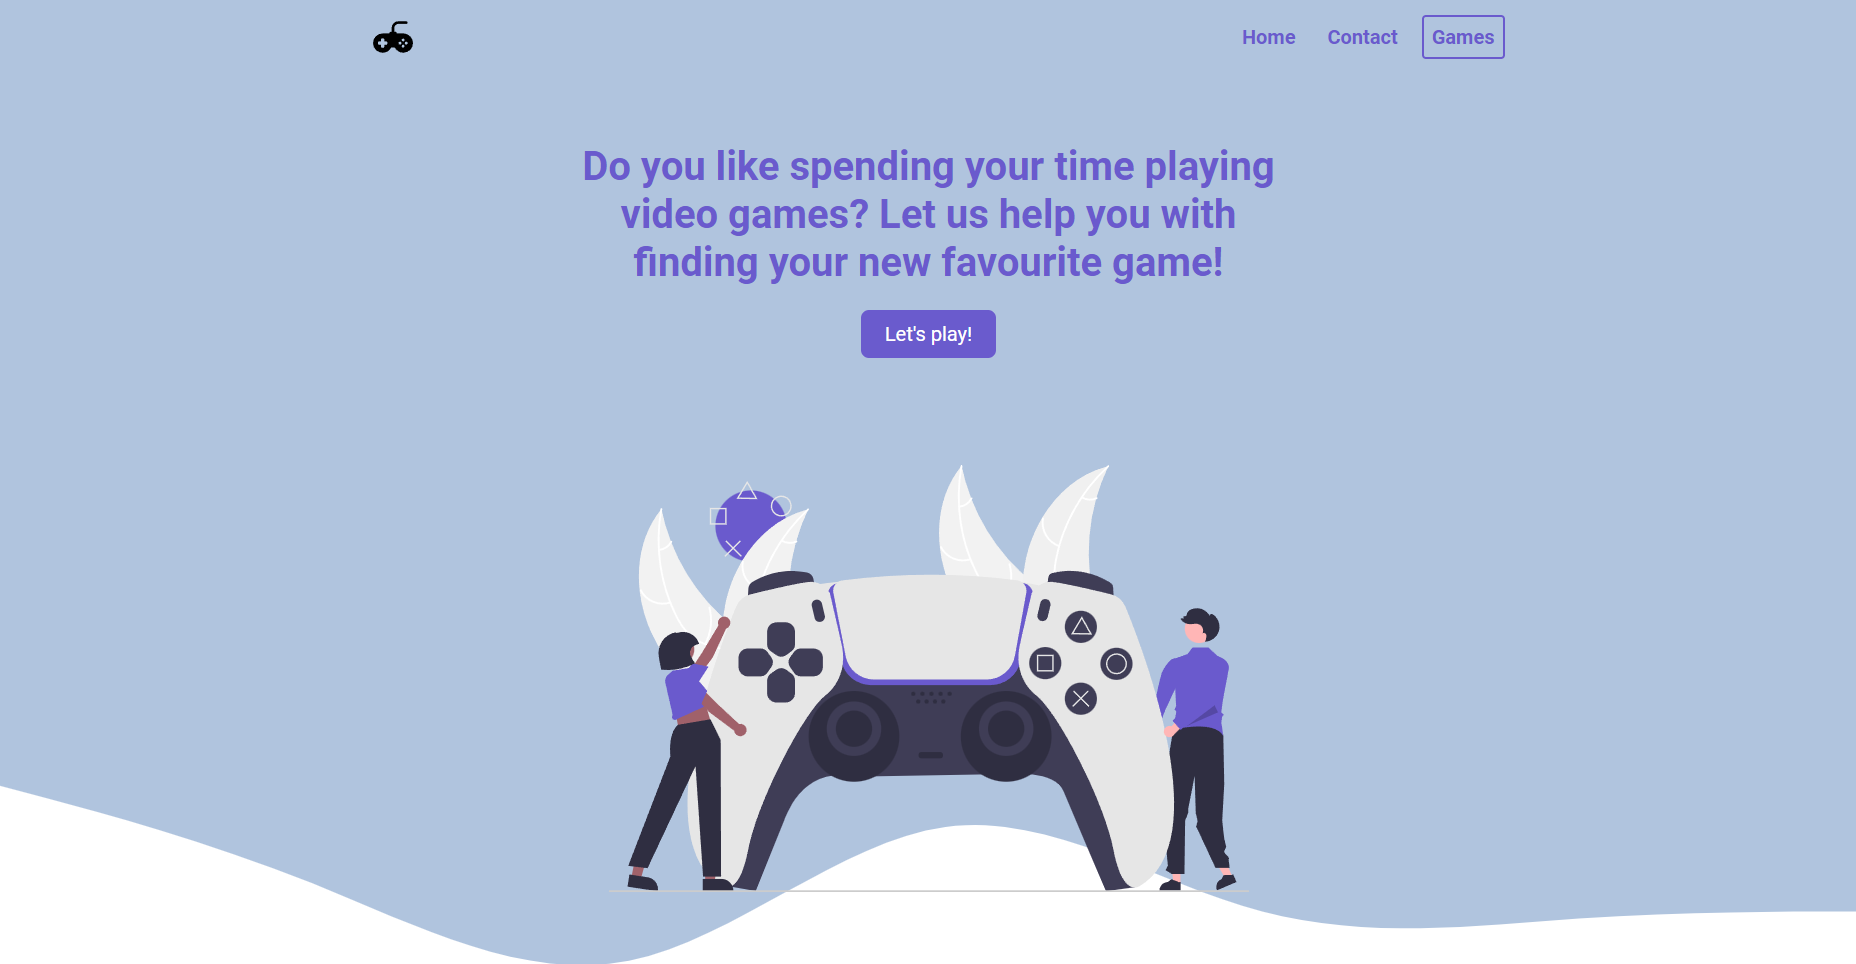 Home Contact Games
Do you like spending your time playing
video games? Let us help you with
finding your new favourite game!
Let's play!